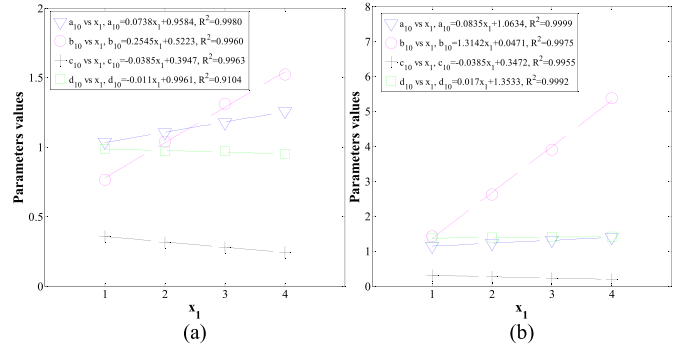 a10 vs x1, a10=0.0738x1+0.9584, R2=0.9980
b10 vs x1, b10=0.2545x1+0.5223, R2=0.9960
c10 vs x1, c10=-0.0385x1+0.3947, R2=0.9963
d10 vs x1, d10=-0.011x1+0.9961, R2=0.9104
2
1.5
1
0.5
0
Parameters values
1 2 3 4
x1
(a)
a10 vs x1, a10=0.0835x1+1.0634, R2=0.9999
b10 vs x1, b10=1.3142x1+0.0471, R2=0.9975
c10 vs x1, c10=-0.0385x1+0.3472, R2=0.9955
d10 vs x1, d10=0.017x1+1.3533, R2=0.9992
8
7
6
5
4
3
2
1
0
Parameters values
1 2 3 4
x1
(b)